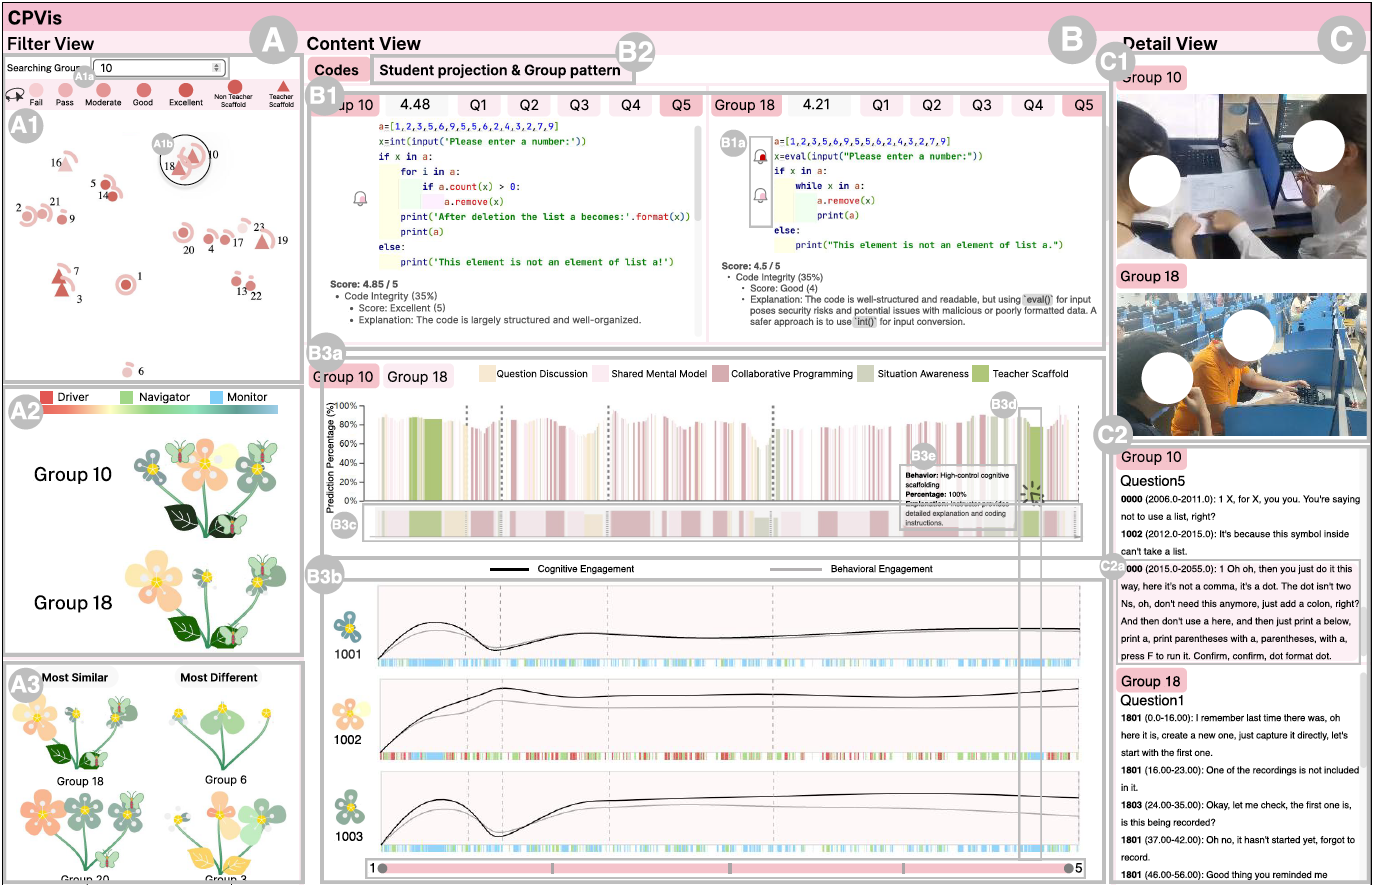 CPVis
Filter View
A
Content View
B2
B
Detail View
C
Searching Group
10
A1a
Fail
Pass
Moderate
Good
Excellent
Non Teacher
Scaffold
Teacher
Scaffold
A1
A1b
16
18
10
5
14
2
21
9
20
4
17
23
19
7
3
1
13
22
6
A2
Driver
Navigator
Monitor
Group 10
Group 18
A3
Most Similar
Most Different
Group 18
Group 6
Group 20
Group 3
Codes
Student projection & Group pattern
B1
up 10
4.48
Q1
Q2
Q3
Q4
Q5
a=[1,2,3,5,6,9,5,5,6,2,4,3,2,7,9]
x=int(input('Please enter a number:'))
if x in a:
for i in a:
if a.count(x) > 0:
a.remove(x)
print('After deletion the list a becomes:'.format(x))
print(a)
else:
print('This element is not an element of list a!')
Score: 4.85 / 5
• Code Integrity (35%)
◦ Score: Excellent (5)
◦ Explanation: The code is largely structured and well-organized.
Group 18
4.21
Q1
Q2
Q3
Q4
Q5
B1a
a=[1,2,3,5,6,9,5,5,6,2,4,3,2,7,9]
x=eval(input("Please enter a number:"))
if x in a:
while x in a:
a.remove(x)
print(a)
else:
print("This element is not an element of list a.")
Score: 4.5 / 5
◦ Code Integrity (35%)
▪ Score: Good (4)
▪ Explanation: The code is well-structured and readable, but using `eval()` for input
poses security risks and potential issues with malicious or poorly formatted data. A
safer approach is to use `int()` for input conversion.
B3a
Group 10
Group 18
Question Discussion
Shared Mental Model
Collaborative Programming
Situation Awareness
Teacher Scaffold
Prediction Percentage (%)
100%
80%
60%
40%
20%
0%
B3d
B3e
Behavior: High-control cognitive
scaffolding
Percentage: 100%
Explanation: Instructor provides
detailed explanation and coding
instructions.
B3c
B3b
Cognitive Engagement
Behavioral Engagement
1001
1002
1003
1
5
C1
Group 10
Group 18
C2
Group 10
Question5
0000 (2006.0-2011.0): 1 X, for X, you you. You're saying
not to use a list, right?
1002 (2012.0-2015.0): It's because this symbol inside
can't take a list.
C2a
000 (2015.0-2055.0): 1 Oh oh, then you just do it this
way, here it's not a comma, it's a dot. The dot isn't two
Ns, oh, don't need this anymore, just add a colon, right?
And then don't use a here, and then just print a below,
print a, print parentheses with a, parentheses, with a,
press F to run it. Confirm, confirm, dot format dot.
Group 18
Question1
1801 (0.0-16.00): I remember last time there was, oh
here it is, create a new one, just capture it directly, let's
start with the first one.
1801 (16.00-23.00): One of the recordings is not included
in it.
1803 (24.00-35.00): Okay, let me check, the first one is,
is this being recorded?
1801 (37.00-42.00): Oh no, it hasn't started yet, forgot to
record.
1801 (46.00-56.00): Good thing you reminded me